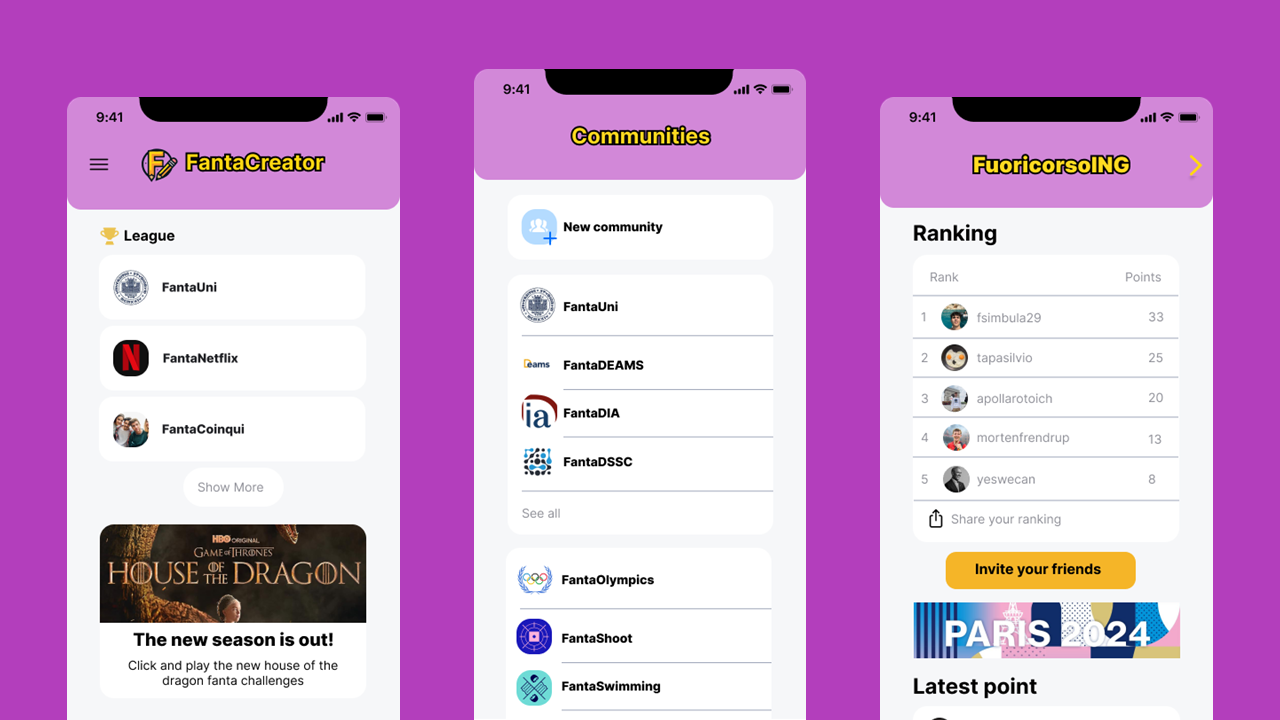 9:41
FantaCreator
League
FantaUni
FantaNetflix
FantaCoinqui
Show More
HBO ORIGINAL
GAME OF THRONES
HOUSE OF THE DRAGON
The new season is out!
Click and play the new house of the
dragon fanta challenges
9:41
Communities
New community
FantaUni
Deams
FantaDEAMS
ia
FantaDIA
FantaDSSC
See all
FantaOlympics
FantaShoot
FantaSwimming
9:41
FuoricorsoING
Ranking
Rank Points
1 fsimbula29 33
2 tapasilvio 25
3 apollarotoich 20
4 mortenfrendrup 13
5 yeswecan 8
Share your ranking
Invite your friends
PARIS 2024
Latest point